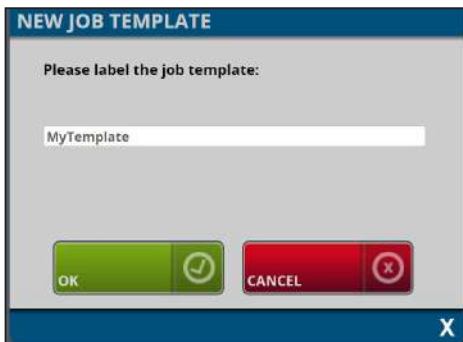 NEW JOB TEMPLATE
Please label the job template:
MyTemplate
OK
CANCEL
X